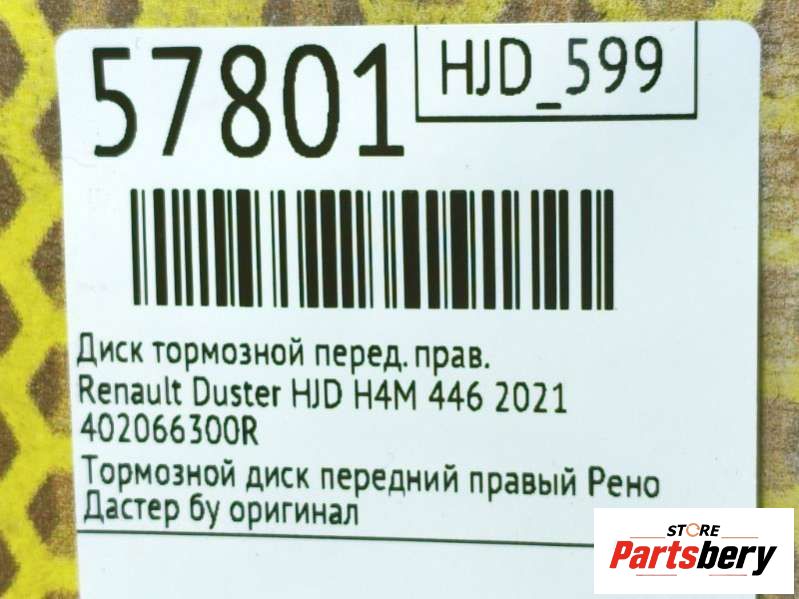 57801
HJD_599
Диск тормозной перед. прав.
Renault Duster HJD H4M 446 2021
402066300R
Тормозной диск передний правый Рено
Дастер бу оригинал
STORE
Partsbery